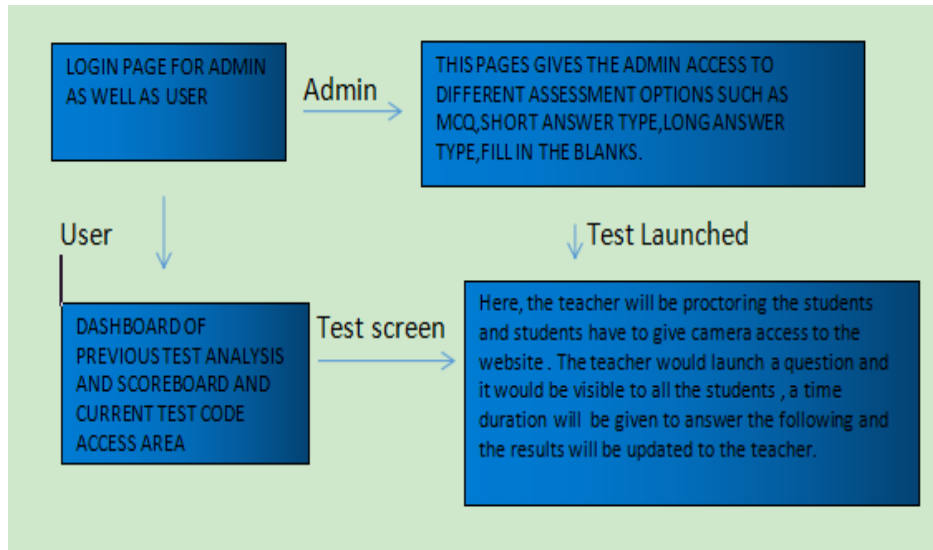 LOGIN PAGE FOR ADMIN
AS WELL AS USER
Admin
THIS PAGES GIVES THE ADMIN ACCESS TO
DIFFERENT ASSESSMENT OPTIONS SUCH AS
MCQ,SHORT ANSWER TYPE,LONG ANSWER
TYPE,FILL IN THE BLANKS.
User
Test Launched
DASHBOARD OF
PREVIOUS TEST ANALYSIS
AND SCOREBOARD AND
CURRENT TEST CODE
ACCESS AREA
Test screen
Here, the teacher will be proctoring the students
and students have to give camera access to the
website . The teacher would launch a question and
it would be visible to all the students , a time
duration will be given to answer the following and
the results will be updated to the teacher.